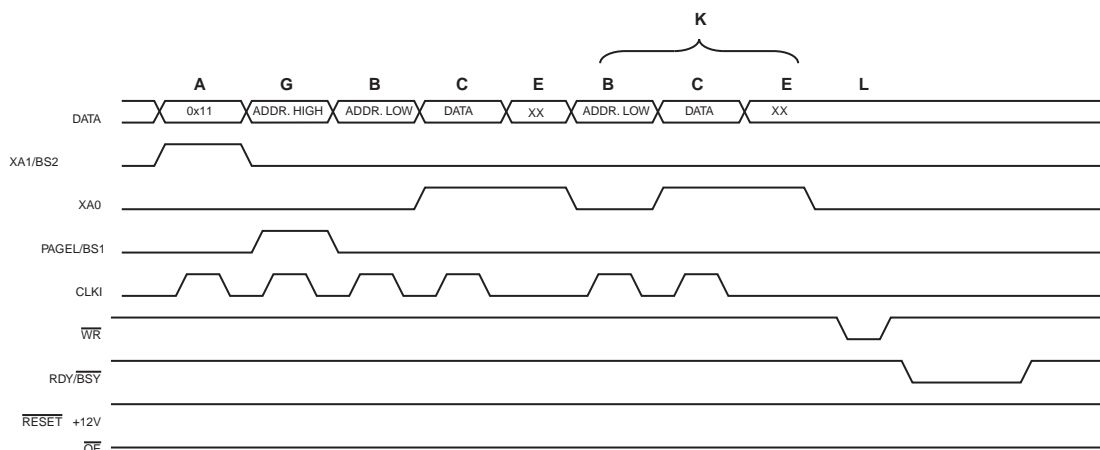 K
A G B C E B C E L
DATA 0x11 ADDR. HIGH ADDR. LOW DATA XX ADDR. LOW DATA XX
XA1/BS2
XA0
PAGEL/BS1
CLKI
WR
RDY/BSY
RESET +12V
OE